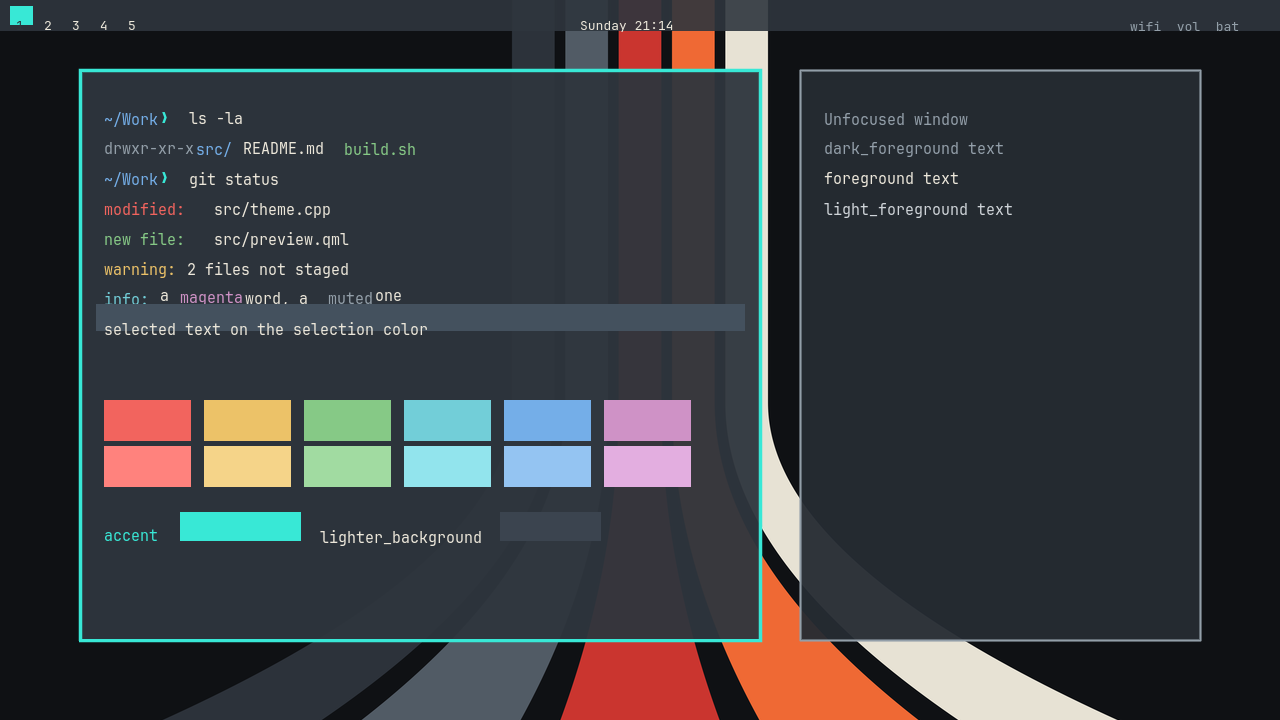 1 2 3 4 5 Sunday 21:14 wifi vol bat
~/Work❯ ls -la
drwxr-xr-x src/ README.md build.sh
~/Work❯ git status
modified: src/theme.cpp
new file: src/preview.qml
warning: 2 files not staged
info: a magenta word, a muted one
selected text on the selection color
accent lighter_background
Unfocused window
dark_foreground text
foreground text
light_foreground text